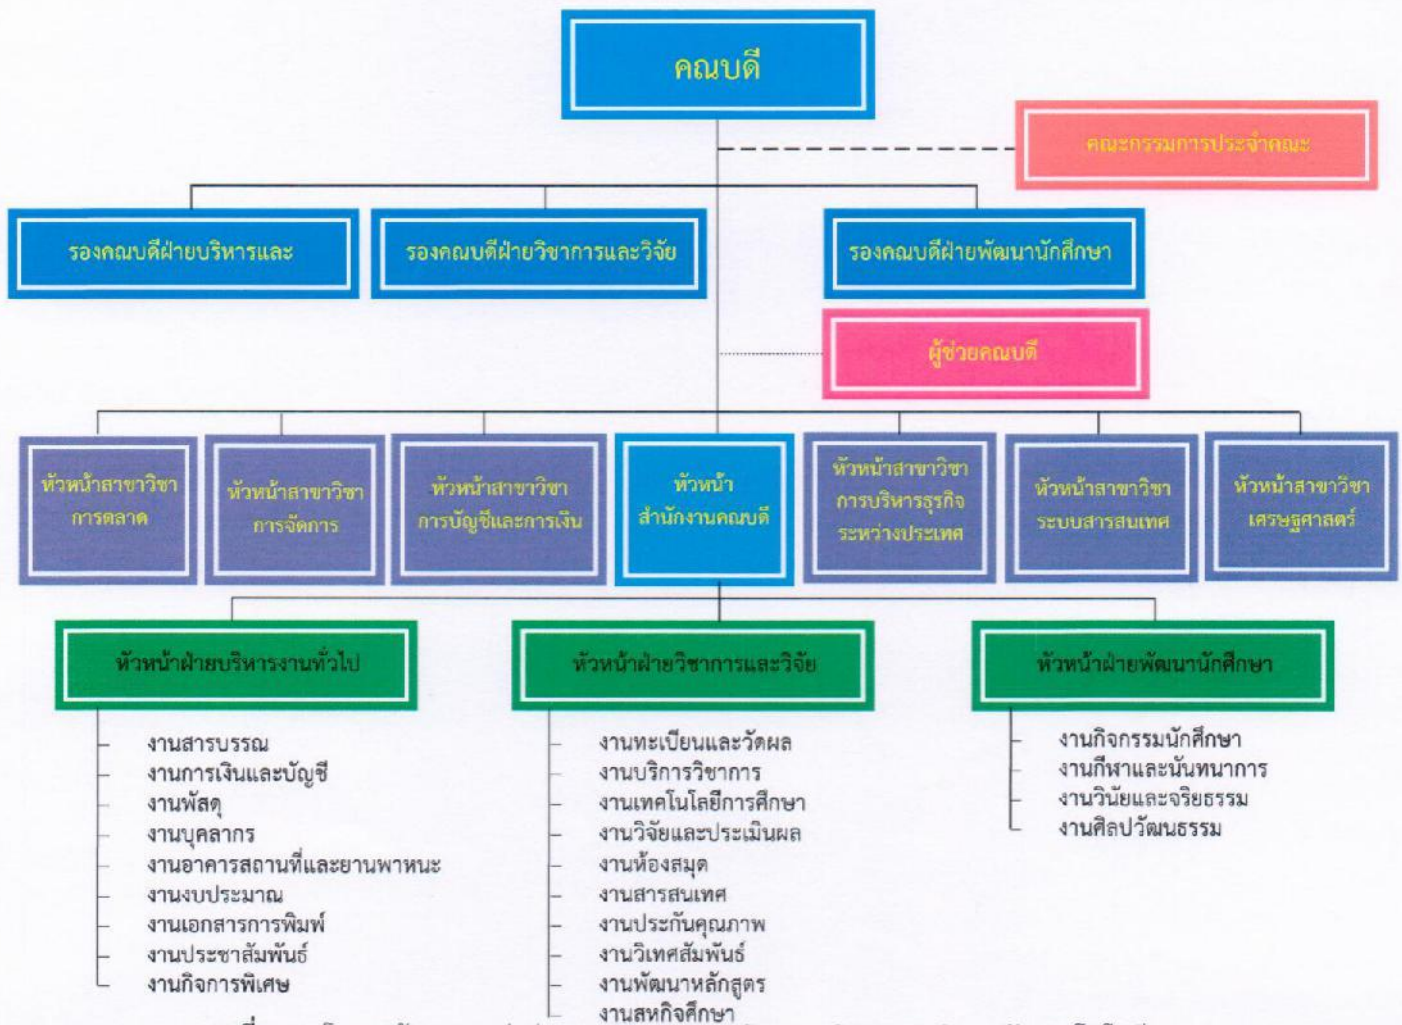 คณบดี
คณะกรรมการประจำคณะ
รองคณบดีฝ่ายบริหารและ
รองคณบดีฝ่ายวิชาการและวิจัย
รองคณบดีฝ่ายพัฒนานักศึกษา
ผู้ช่วยคณบดี
หัวหน้าสาขาวิชา
การตลาด
หัวหน้าสาขาวิชา
การจัดการ
หัวหน้าสาขาวิชา
การบัญชีและการเงิน
หัวหน้า
สำนักงานคณบดี
หัวหน้าสาขาวิชา
การบริหารธุรกิจ
ระหว่างประเทศ
หัวหน้าสาขาวิชา
ระบบสารสนเทศ
หัวหน้าสาขาวิชา
เศรษฐศาสตร์
หัวหน้าฝ่ายบริหารงานทั่วไป
งานสารบรรณ
งานการเงินและบัญชี
งานพัสดุ
งานบุคลากร
งานอาคารสถานที่และยานพาหนะ
งานงบประมาณ
งานเอกสารการพิมพ์
งานประชาสัมพันธ์
งานกิจการพิเศษ
หัวหน้าฝ่ายวิชาการและวิจัย
งานทะเบียนและวัดผล
งานบริการวิชาการ
งานเทคโนโลยีการศึกษา
งานวิจัยและประเมินผล
งานห้องสมุด
งานสารสนเทศ
งานประกันคุณภาพ
งานวิเทศสัมพันธ์
งานพัฒนาหลักสูตร
งานสหกิจศึกษา
หัวหน้าฝ่ายพัฒนานักศึกษา
งานกิจกรรมนักศึกษา
งานกีฬาและนันทนาการ
งานวินัยและจริยธรรม
งานศิลปวัฒนธรรม